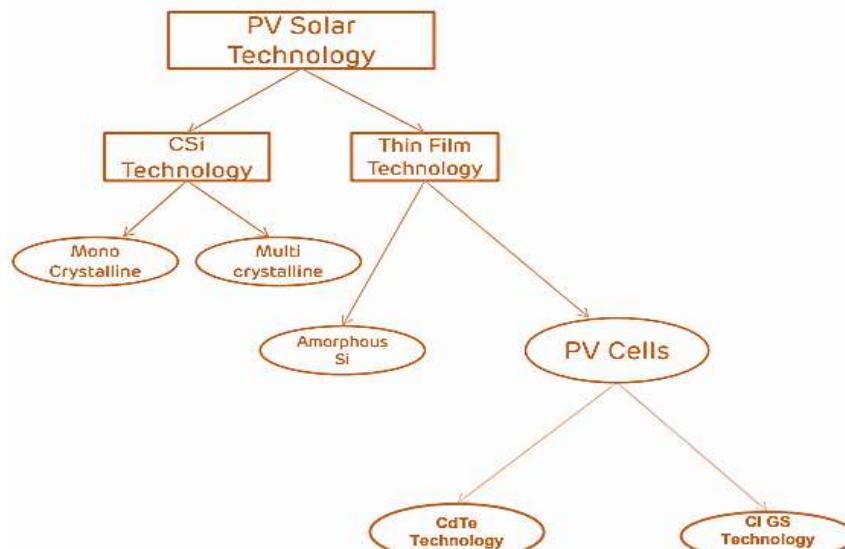 PV Solar
Technology
CSi
Technology
Thin Film
Technology
Mono
Crystalline
Multi
crystalline
Amorphous
Si
PV Cells
CdTe
Technology
CI GS
Technology